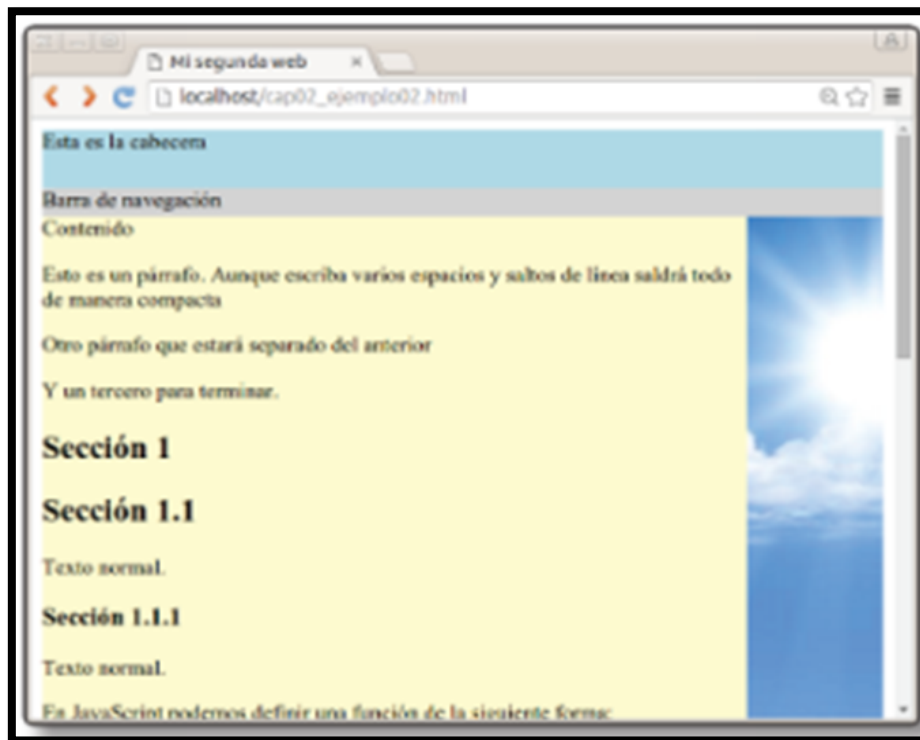 Mi segunda web
localhost/cap02_ejemplo02.html
Esta es la cabecera
Barra de navegación
Contenido
Esto es un párrafo. Aunque escriba varios espacios y saltos de línea saldrá todo
de manera compacta
Otro párrafo que estará separado del anterior
Y un tercero para terminar.
Sección 1
Sección 1.1
Texto normal.
Sección 1.1.1
Texto normal.
En JavaScript podemos definir una función de la siguiente forma: